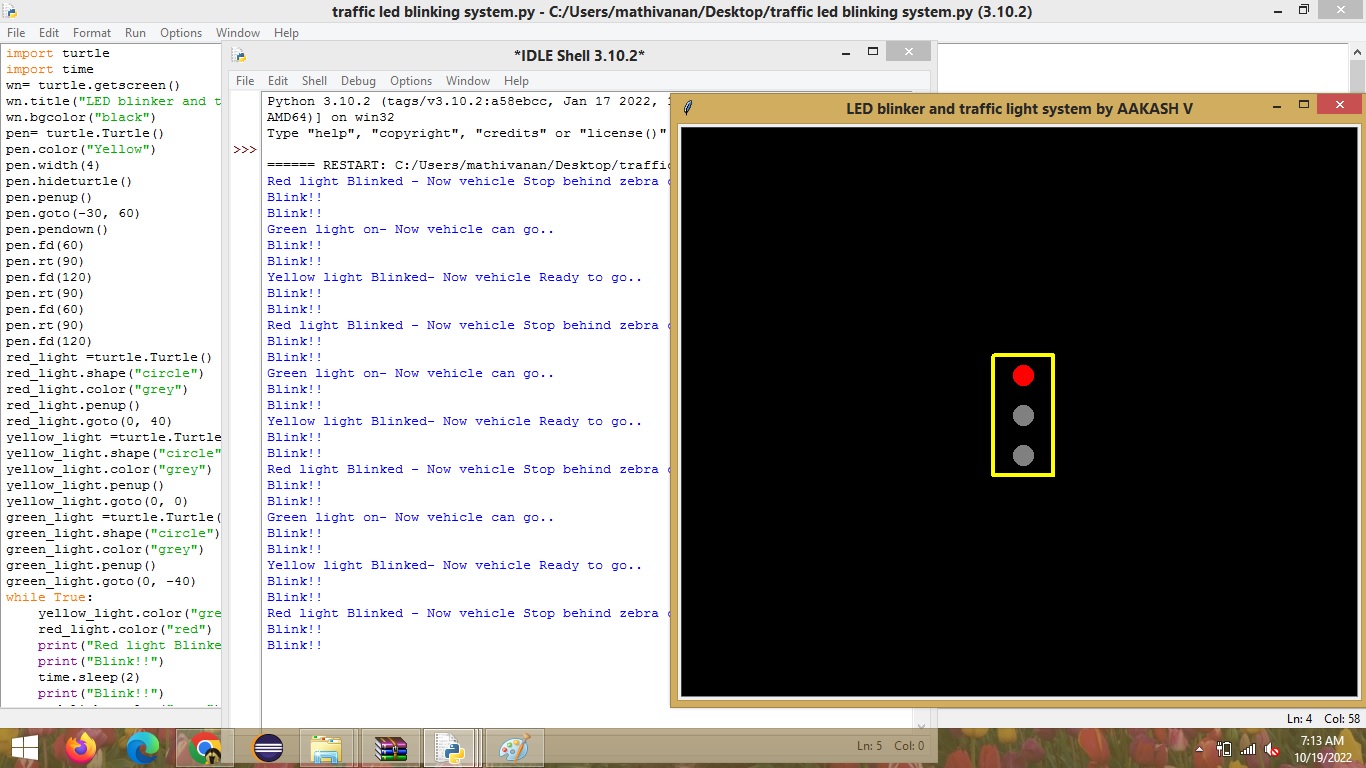 traffic led blinking system.py - C:/Users/mathivanan/Desktop/traffic led blinking system.py (3.10.2)
File Edit Format Run Options Window Help
import turtle
import time
wn= turtle.getscreen()
wn.title("LED blinker and t
wn.bgcolor("black")
pen= turtle.Turtle()
pen.color("Yellow")
pen.width(4)
pen.hideturtle()
pen.penup()
pen.goto(-30, 60)
pen.pendown()
pen.fd(60)
pen.rt(90)
pen.fd(120)
pen.rt(90)
pen.fd(60)
pen.rt(90)
pen.fd(120)
red_light =turtle.Turtle()
red_light.shape("circle")
red_light.color("grey")
red_light.penup()
red_light.goto(0, 40)
yellow_light =turtle.Turtle
yellow_light.shape("circle"
yellow_light.color("grey")
yellow_light.penup()
yellow_light.goto(0, 0)
green_light =turtle.Turtle(
green_light.shape("circle")
green_light.color("grey")
green_light.penup()
green_light.goto(0, -40)
while True:
    yellow_light.color("gre
    red_light.color("red")
    print("Red light Blinke
    print("Blink!!")
    time.sleep(2)
    print("Blink!!")
*IDLE Shell 3.10.2*
File Edit Shell Debug Options Window Help
Python 3.10.2 (tags/v3.10.2:a58ebcc, Jan 17 2022,
AMD64)] on win32
Type "help", "copyright", "credits" or "license()"
>>>
====== RESTART: C:/Users/mathivanan/Desktop/traffic
Red light Blinked - Now vehicle Stop behind zebra
Blink!!
Blink!!
Green light on- Now vehicle can go..
Blink!!
Blink!!
Yellow light Blinked- Now vehicle Ready to go..
Blink!!
Blink!!
Red light Blinked - Now vehicle Stop behind zebra
Blink!!
Blink!!
Green light on- Now vehicle can go..
Blink!!
Blink!!
Yellow light Blinked- Now vehicle Ready to go..
Blink!!
Blink!!
Red light Blinked - Now vehicle Stop behind zebra
Blink!!
Blink!!
Green light on- Now vehicle can go..
Blink!!
Blink!!
Yellow light Blinked- Now vehicle Ready to go..
Blink!!
Blink!!
Red light Blinked - Now vehicle Stop behind zebra
Blink!!
Blink!!
Ln: 5 Col: 0
LED blinker and traffic light system by AAKASH V
Ln: 4 Col: 58
7:13 AM
10/19/2022